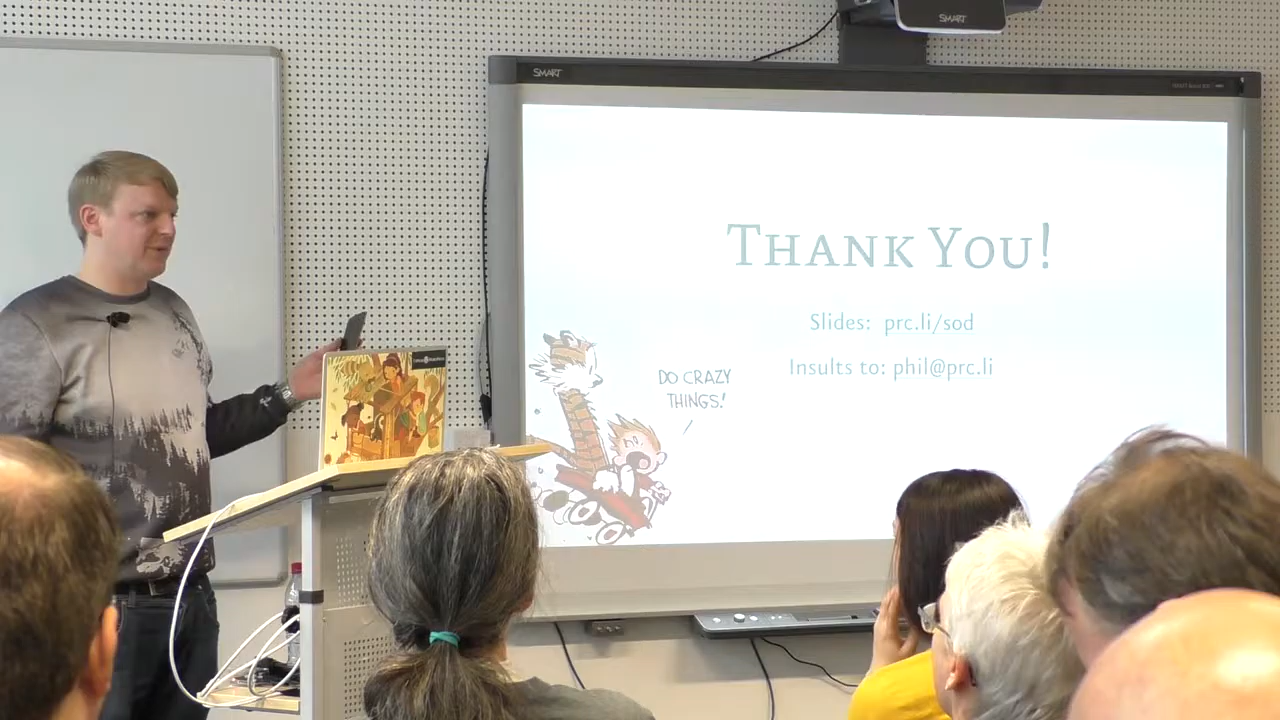 SMART
SMART
THANK YOU!
Slides: prc.li/sod
Insults to: phil@prc.li
DO CRAZY
THINGS!